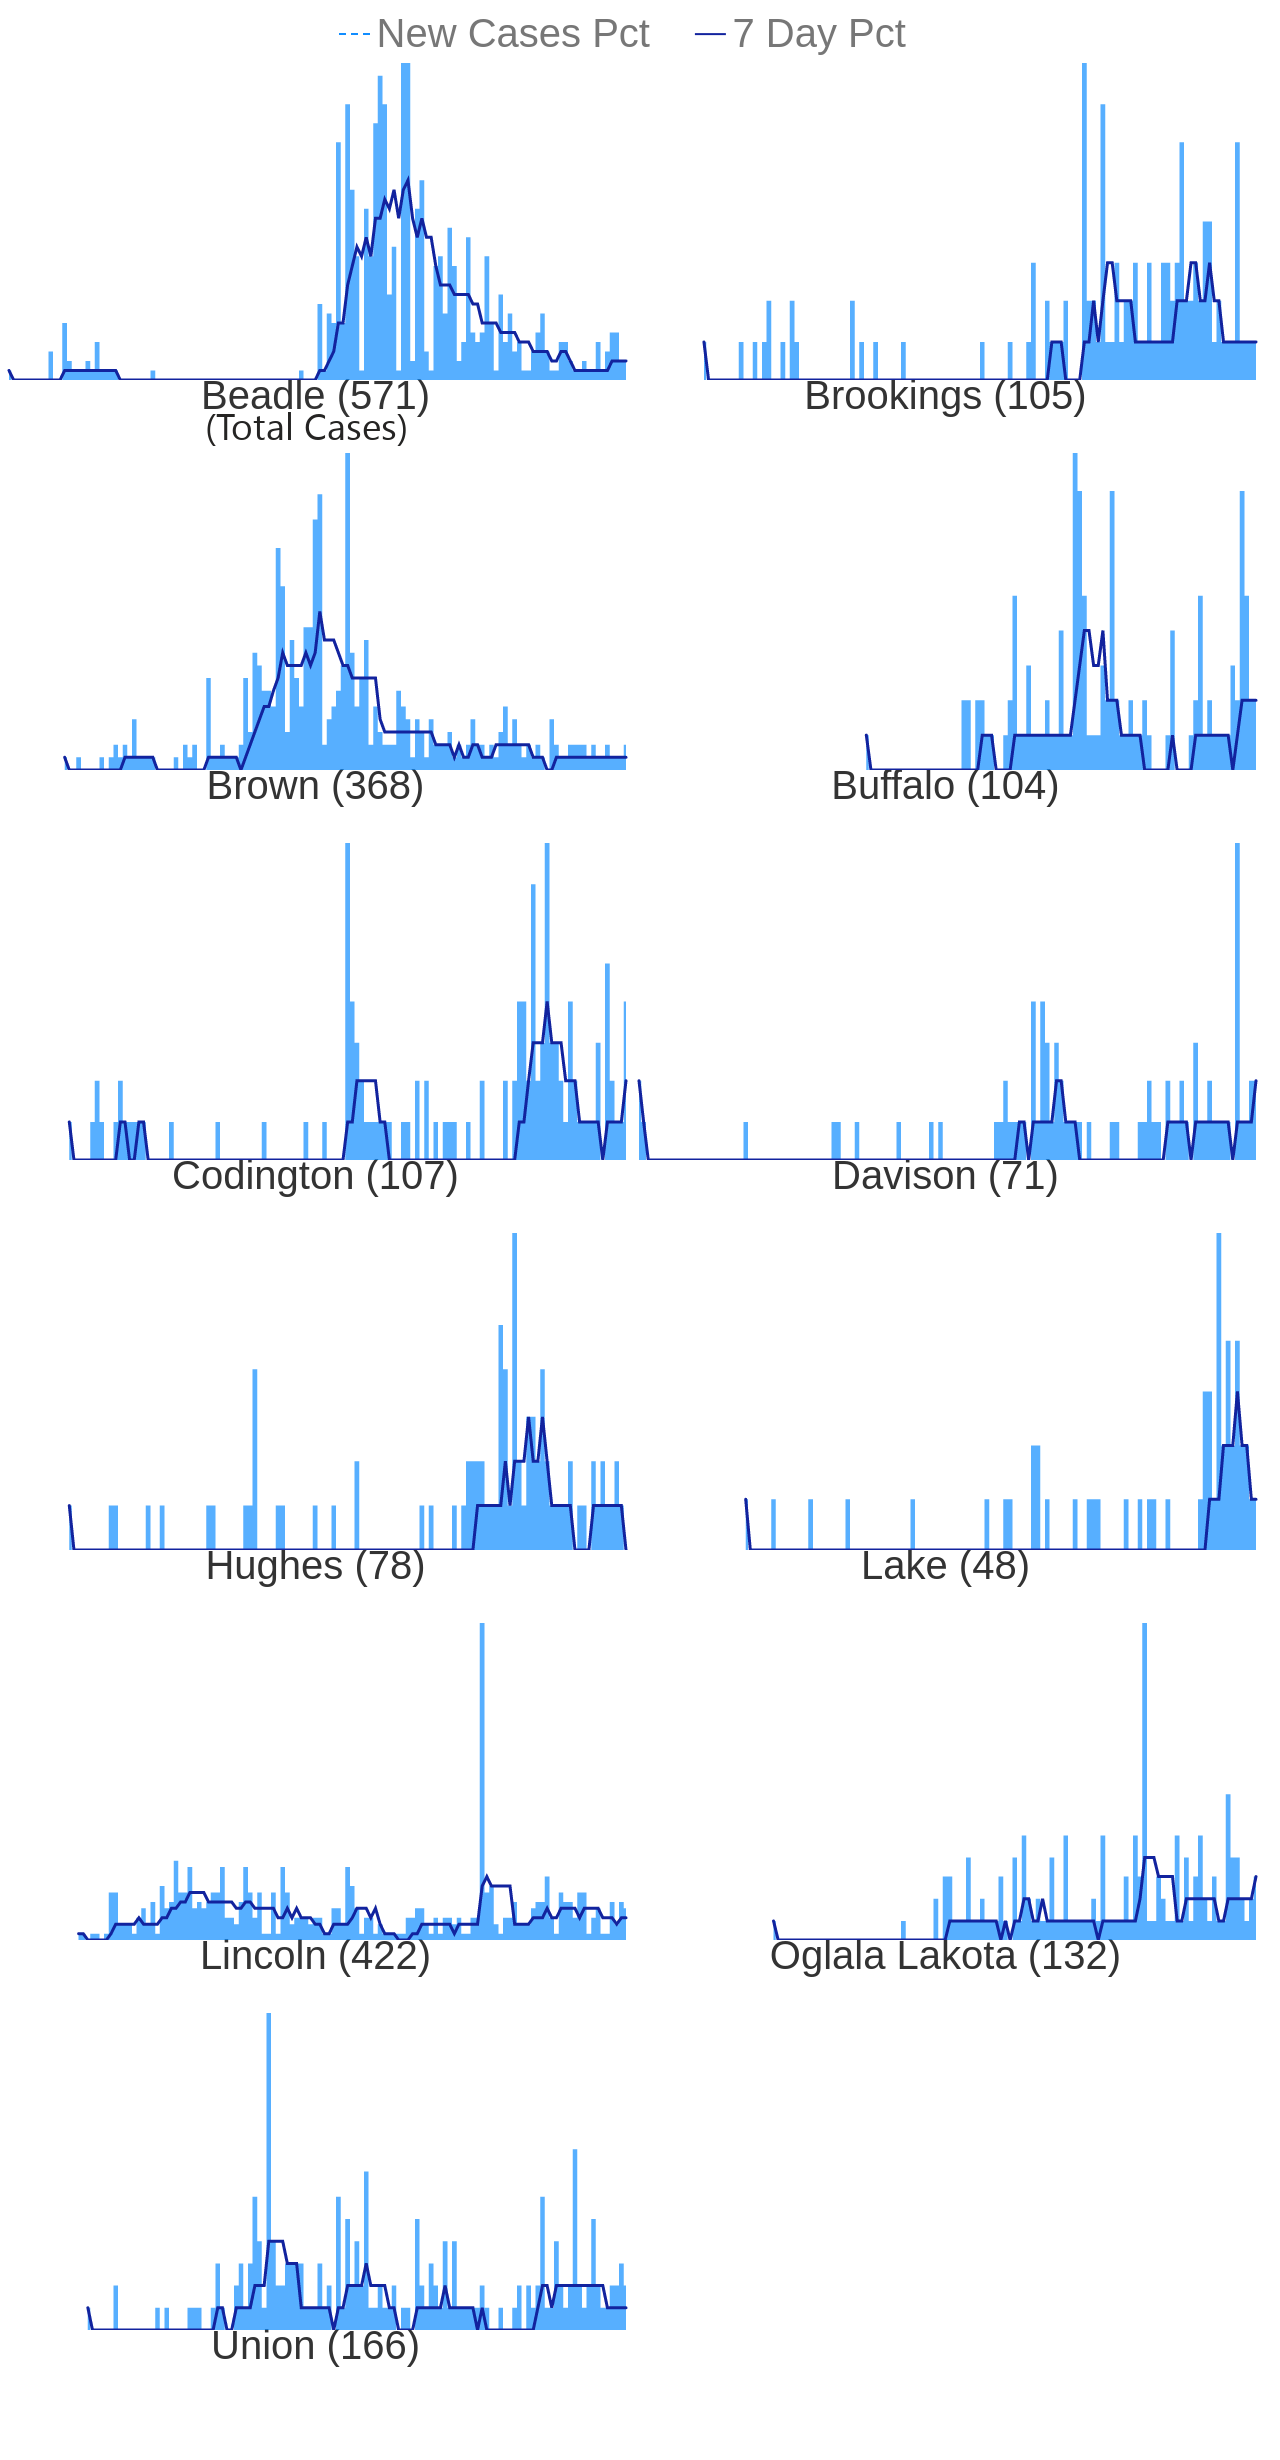 New Cases Pct 7 Day Pct
Beadle (571) Brookings (105)
(Total Cases)
Brown (368) Buffalo (104)
Codington (107) Davison (71)
Hughes (78) Lake (48)
Lincoln (422) Oglala Lakota (132)
Union (166)